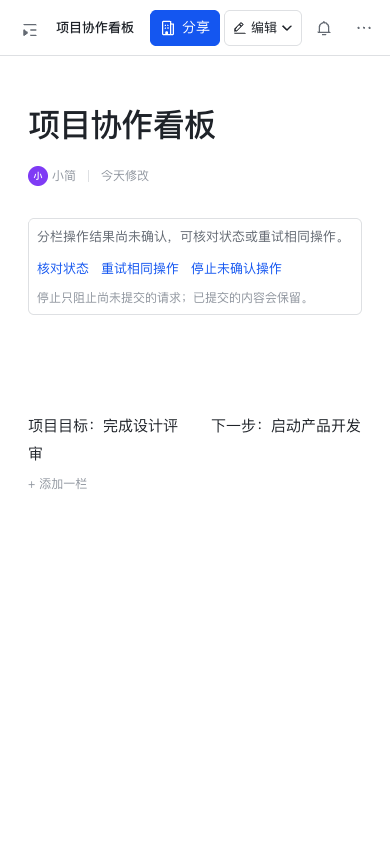 项目协作看板 分享 编辑
项目协作看板
小 小简 今天修改
分栏操作结果尚未确认，可核对状态或重试相同操作。
核对状态 重试相同操作 停止未确认操作
停止只阻止尚未提交的请求；已提交的内容会保留。
项目目标：完成设计评审
下一步：启动产品开发
+ 添加一栏